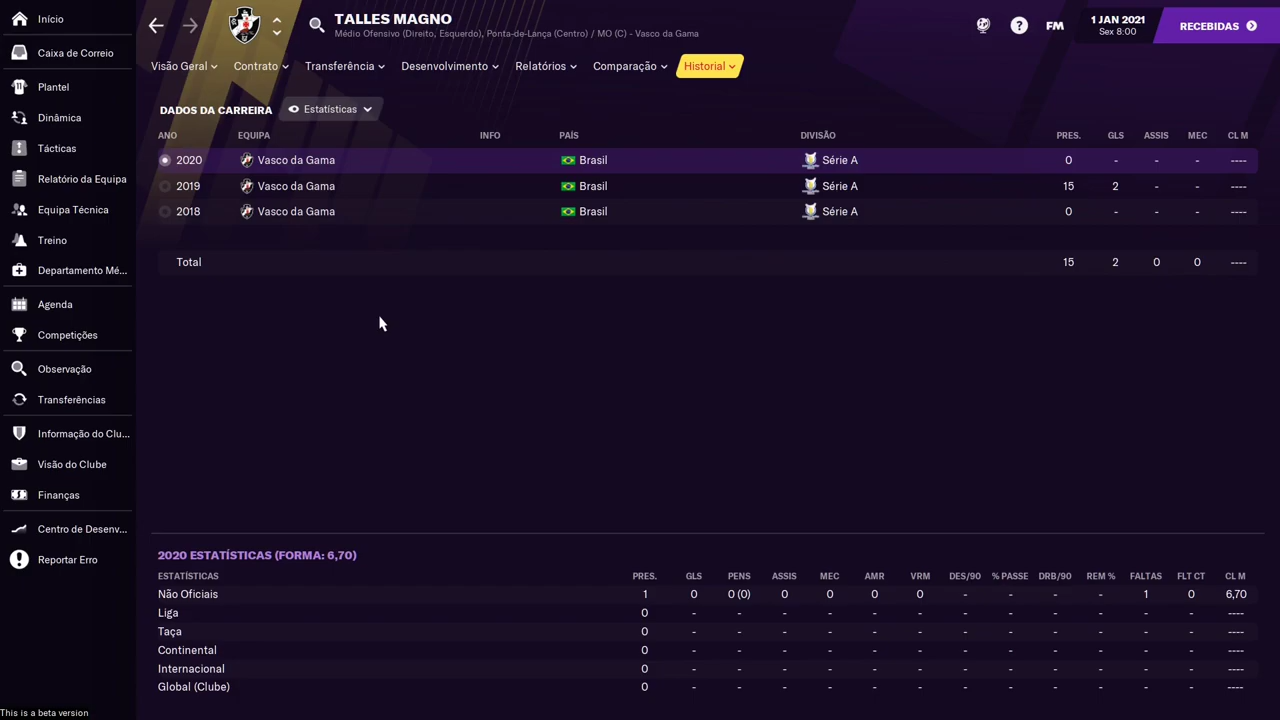 Início
Caixa de Correio
Plantel
Dinâmica
Tácticas
Relatório da Equipa
Equipa Técnica
Treino
Departamento Mé...
Agenda
Competições
Observação
Transferências
Informação do Clu...
Visão do Clube
Finanças
Centro de Desenv...
Reportar Erro
This is a beta version
TALLES MAGNO
Médio Ofensivo (Direito, Esquerdo), Ponta-de-Lança (Centro) / MO (C) - Vasco da Gama
FM
1 JAN 2021
Sex 8:00
RECEBIDAS
Visão Geral Contrato Transferência Desenvolvimento Relatórios Comparação Historial
DADOS DA CARREIRA Estatísticas
ANO EQUIPA INFO PAÍS DIVISÃO PRES. GLS ASSIS MEC CL M
2020 Vasco da Gama Brasil Série A 0 - - - ----
2019 Vasco da Gama Brasil Série A 15 2 - - ----
2018 Vasco da Gama Brasil Série A 0 - - - ----
Total 15 2 0 0 ----
2020 ESTATÍSTICAS (FORMA: 6,70)
ESTATÍSTICAS PRES. GLS PENS ASSIS MEC AMR VRM DES/90 % PASSE DRB/90 REM % FALTAS FLT CT CL M
Não Oficiais 1 0 0 (0) 0 0 0 0 - - - - 1 0 6,70
Liga 0 - - - - - - - - - - - - ----
Taça 0 - - - - - - - - - - - - ----
Continental 0 - - - - - - - - - - - - ----
Internacional 0 - - - - - - - - - - - - ----
Global (Clube) 0 - - - - - - - - - - - - ----